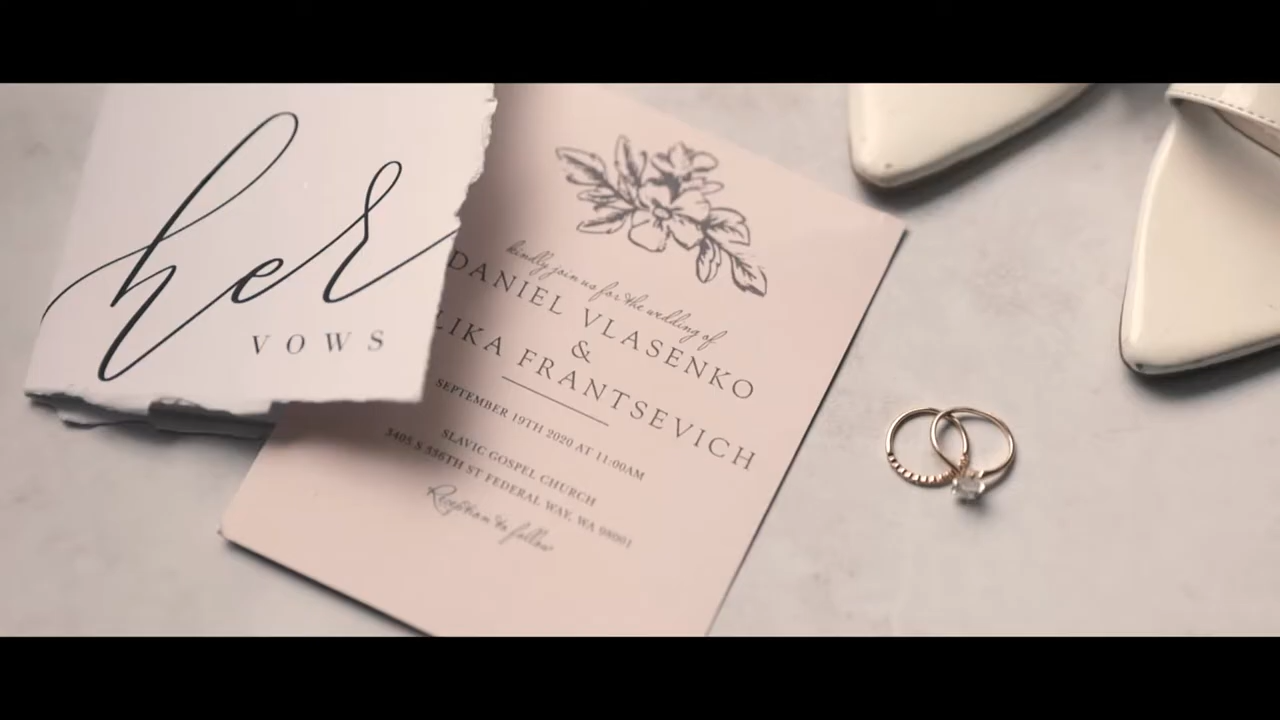 her
VOWS
kindly join us for the wedding of
DANIEL VLASENKO
&
LIKA FRANTSEVICH
SEPTEMBER 19TH 2020 AT 11:00AM
SLAVIC GOSPEL CHURCH
3405 S 336TH ST FEDERAL WAY, WA 98001
Reception to follow